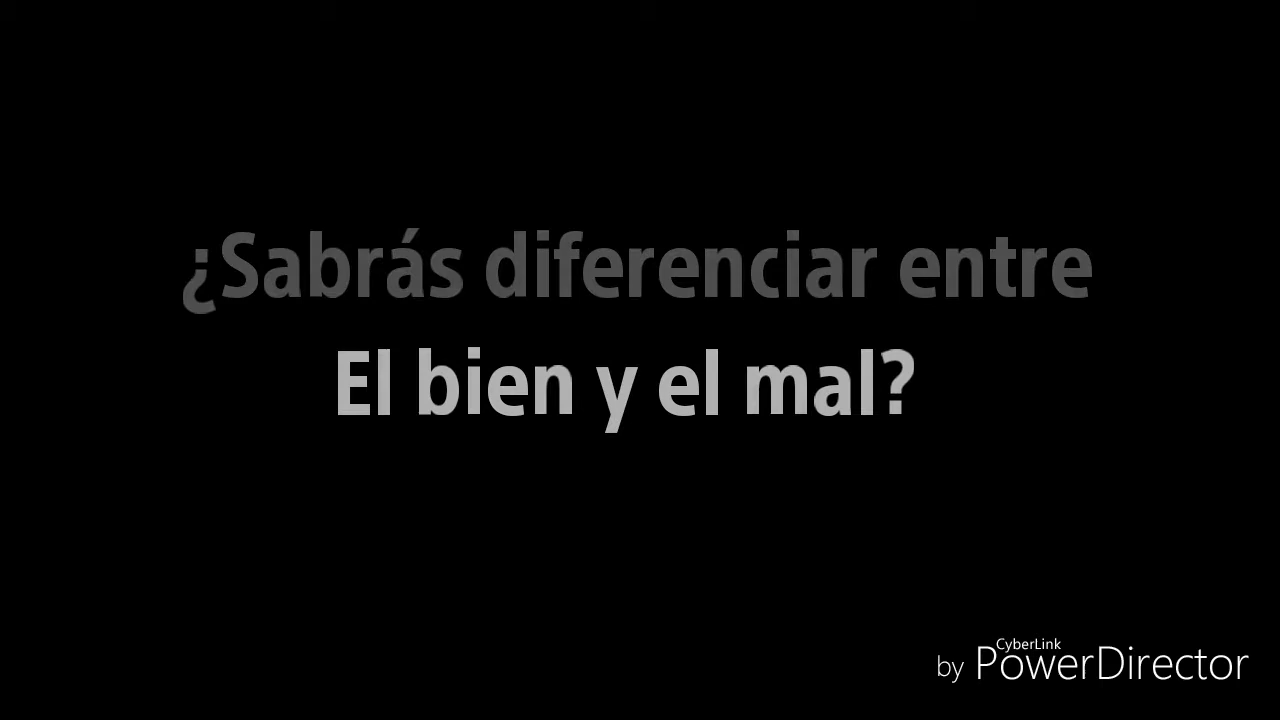 ¿Sabrás diferenciar entre
El bien y el mal?
CyberLink
by PowerDirector